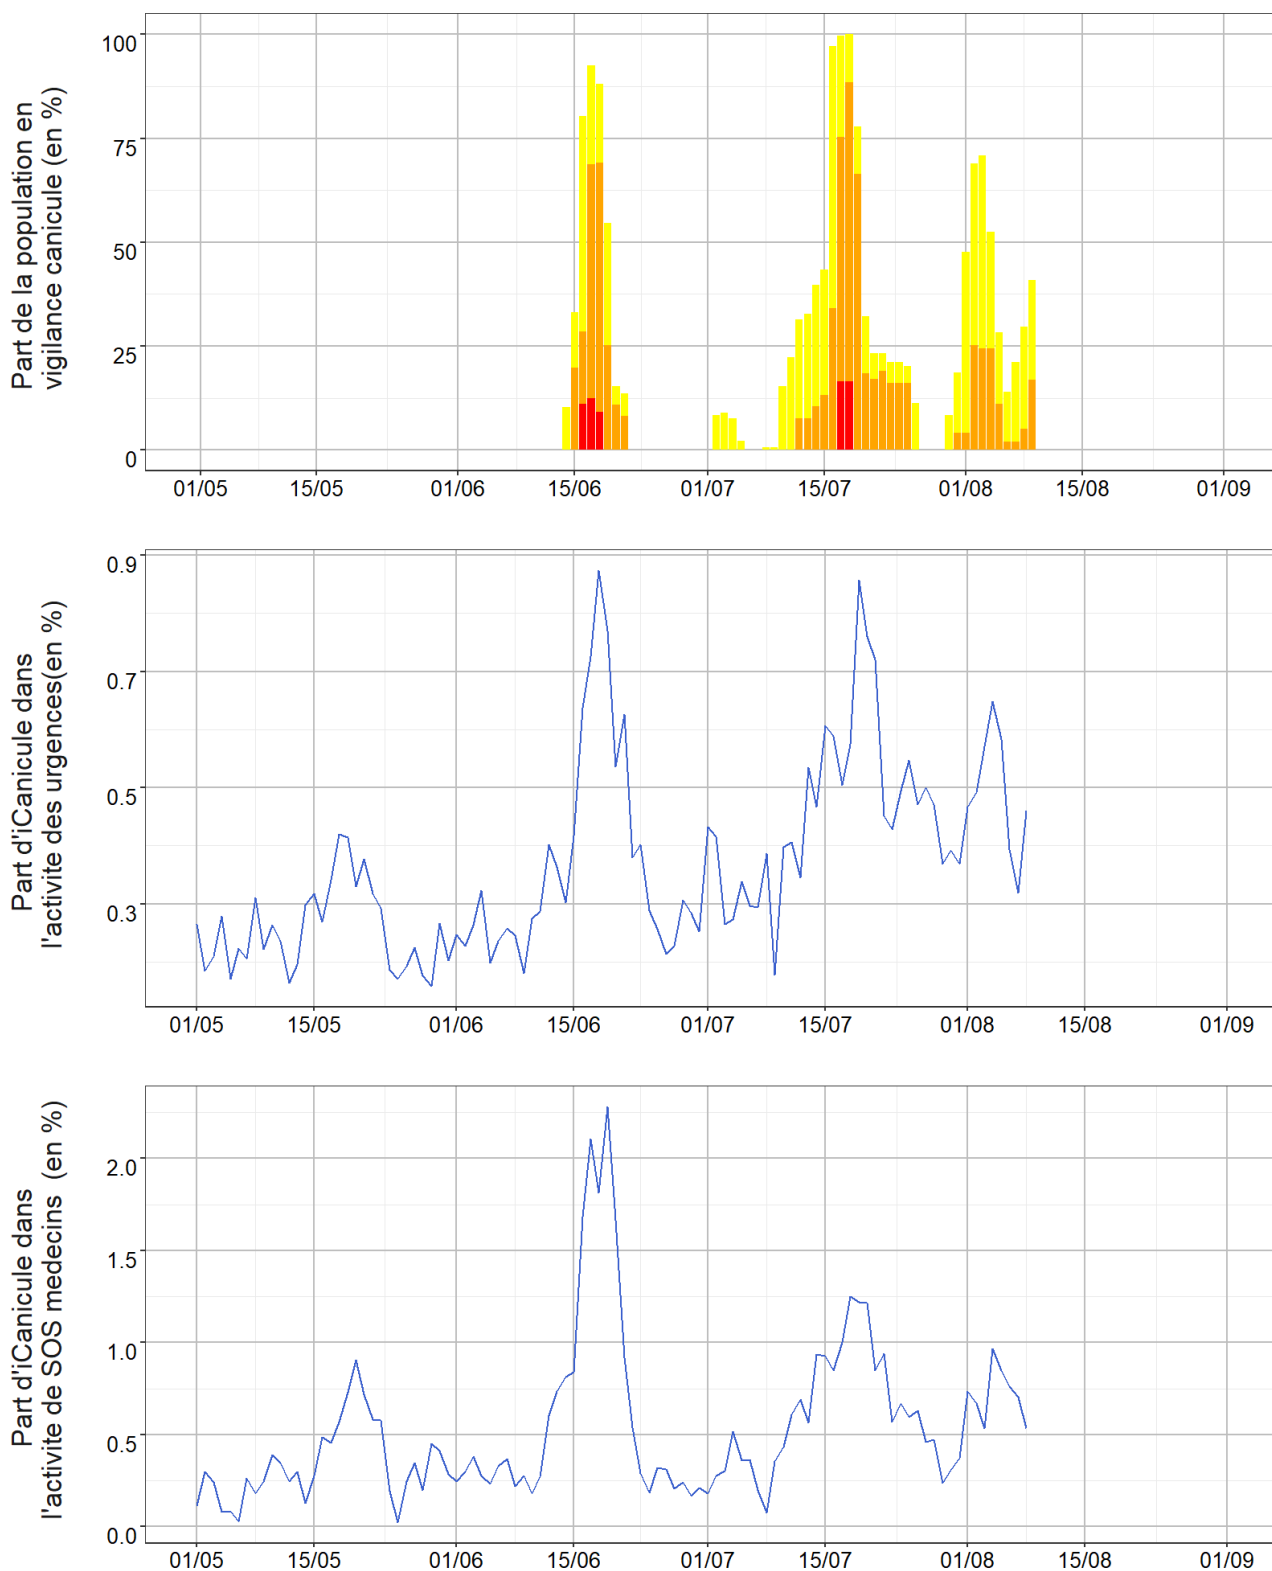 Part de la population en
vigilance canicule (en %)
100
75
50
25
0
01/05 15/05 01/06 15/06 01/07 15/07 01/08 15/08 01/09
Part d'iCanicule dans
l'activite des urgences(en %)
0.9
0.7
0.5
0.3
01/05 15/05 01/06 15/06 01/07 15/07 01/08 15/08 01/09
Part d'iCanicule dans
l'activite de SOS medecins (en %)
2.0
1.5
1.0
0.5
0.0
01/05 15/05 01/06 15/06 01/07 15/07 01/08 15/08 01/09